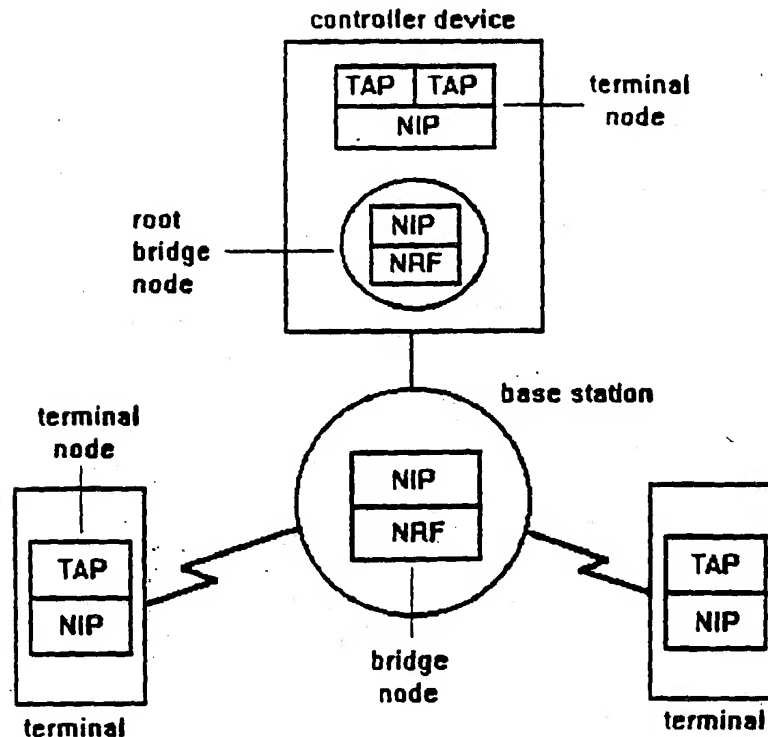 controller device
TAP TAP
NIP
terminal
node
root
bridge
node
NIP
NRF
base station
terminal
node
NIP
NRF
TAP
NIP
TAP
NIP
bridge
node
terminal
terminal